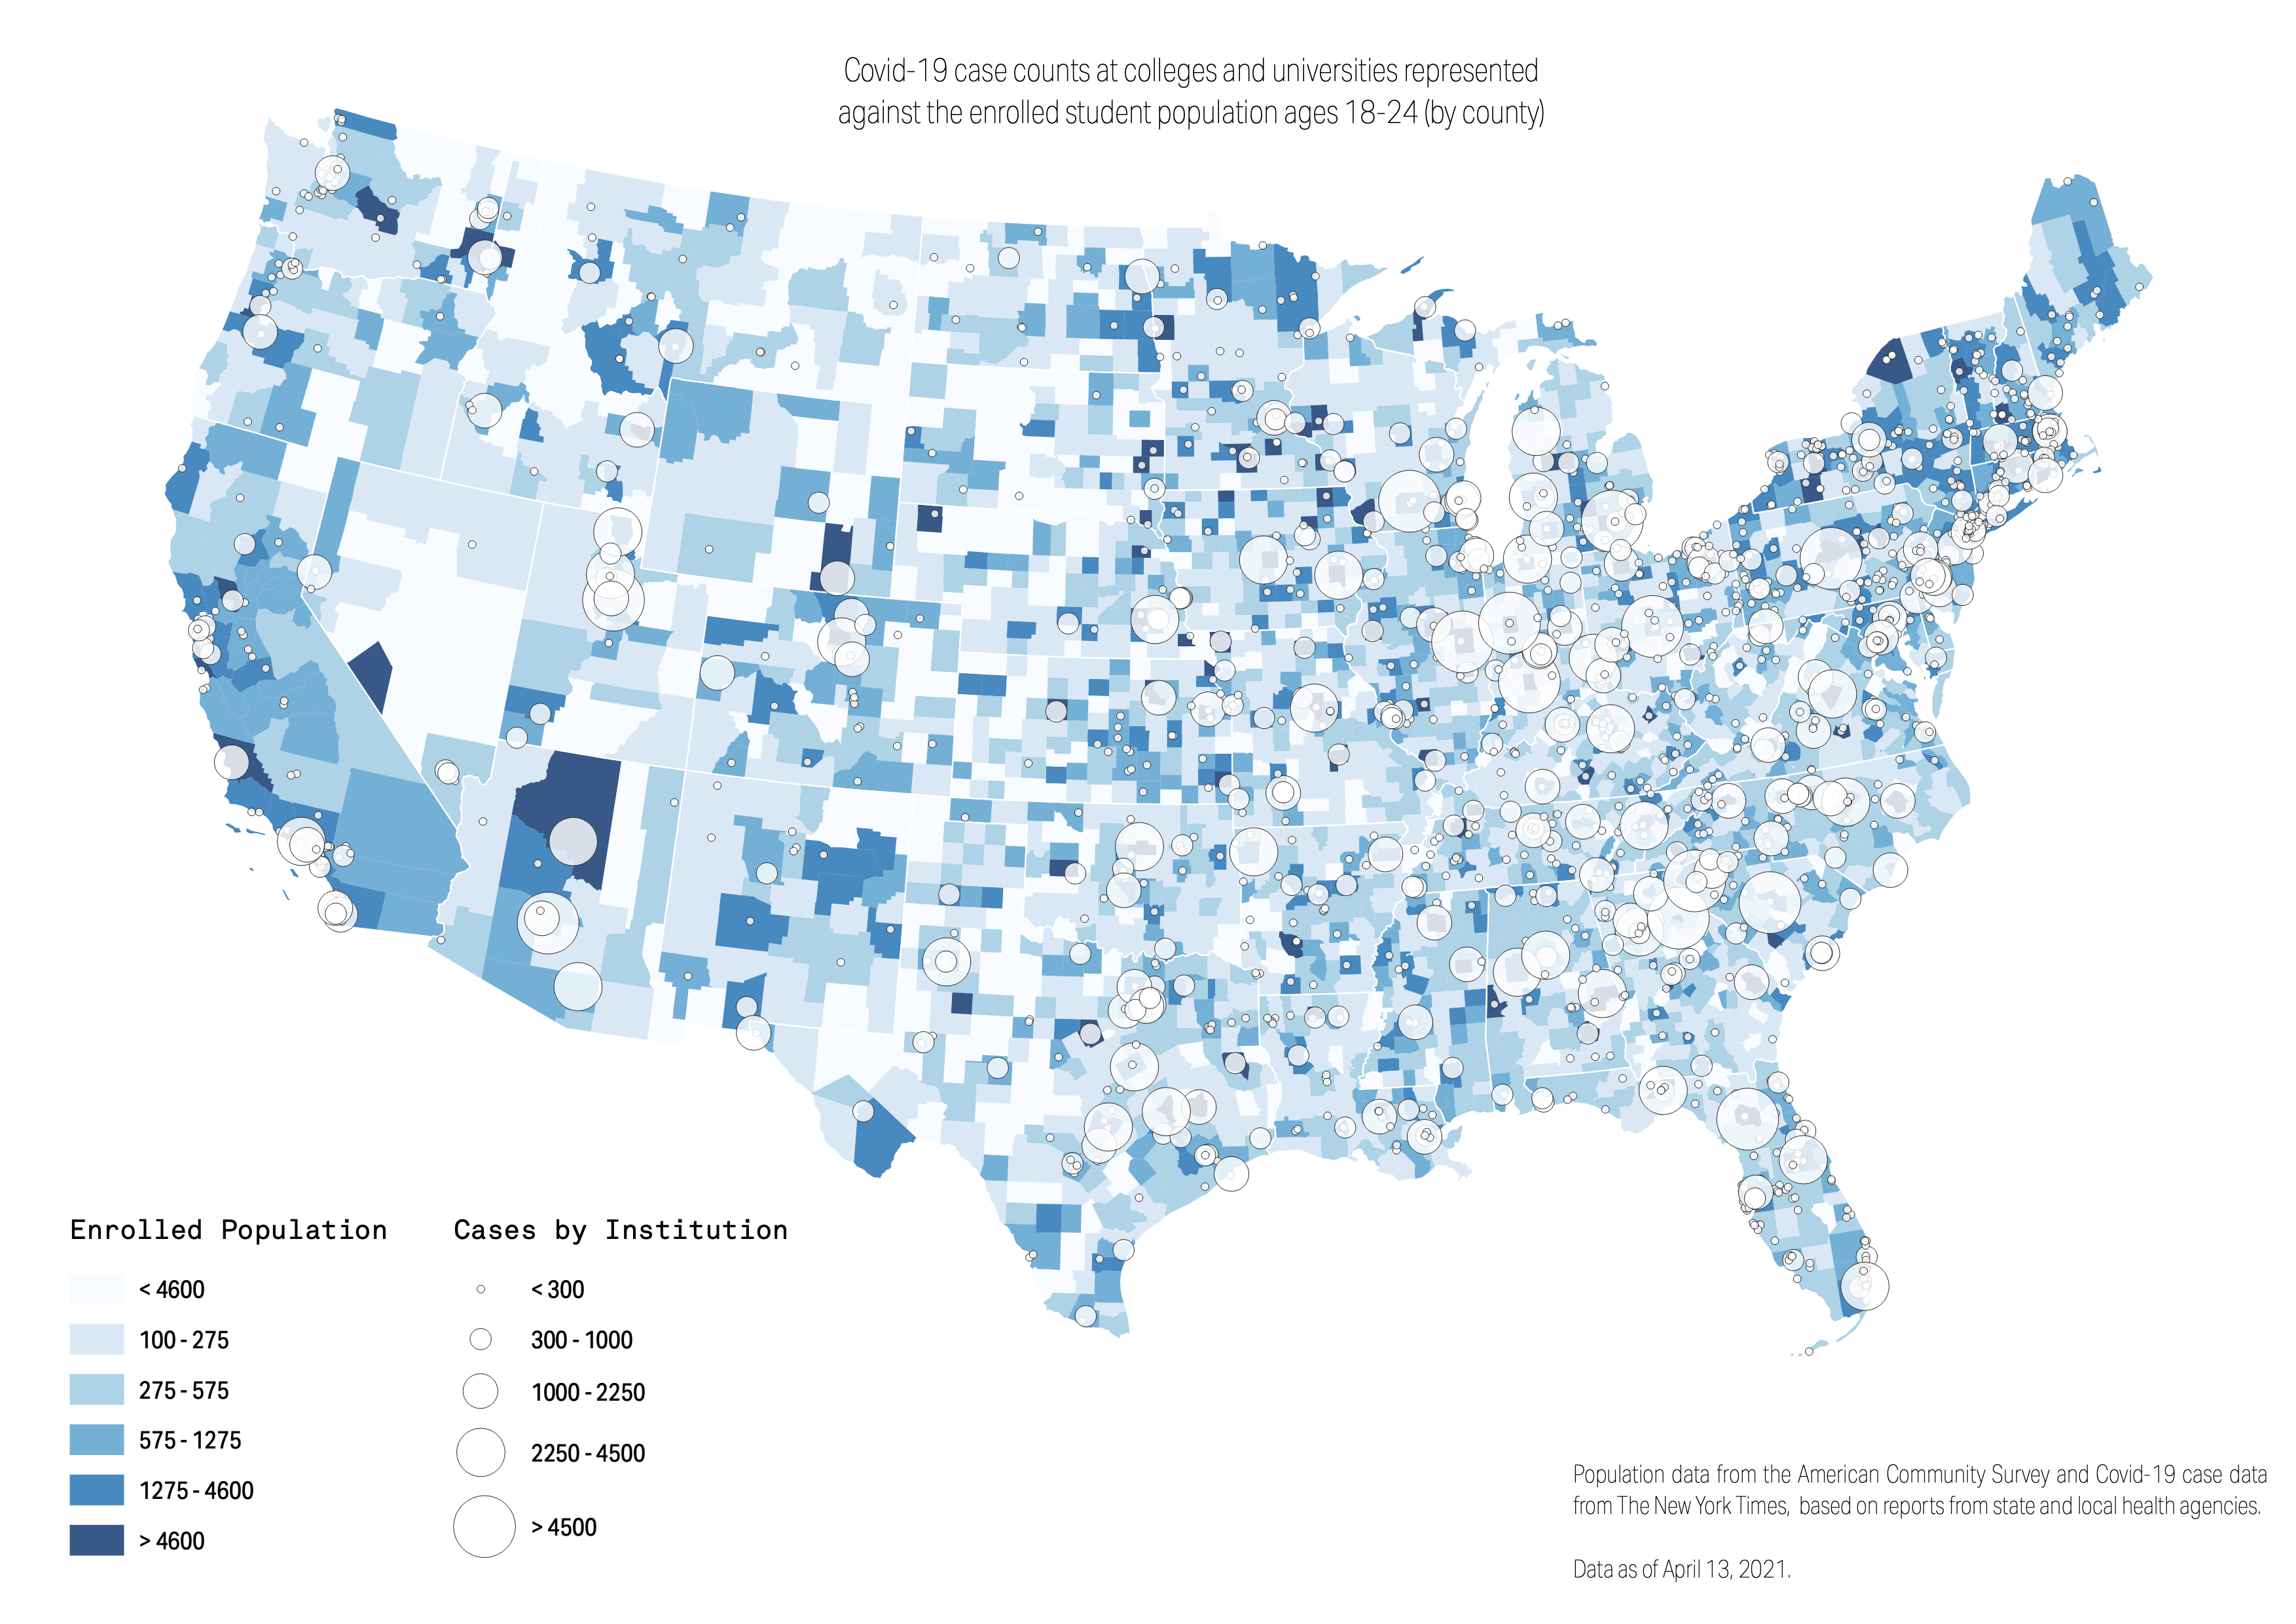 Covid-19 case counts at colleges and universities represented
against the enrolled student population ages 18-24 (by county)
Enrolled Population
< 4600
100 - 275
275 - 575
575 - 1275
1275 - 4600
> 4600
Cases by Institution
< 300
300 - 1000
1000 - 2250
2250 - 4500
> 4500
Population data from the American Community Survey and Covid-19 case data
from The New York Times, based on reports from state and local health agencies.
Data as of April 13, 2021.